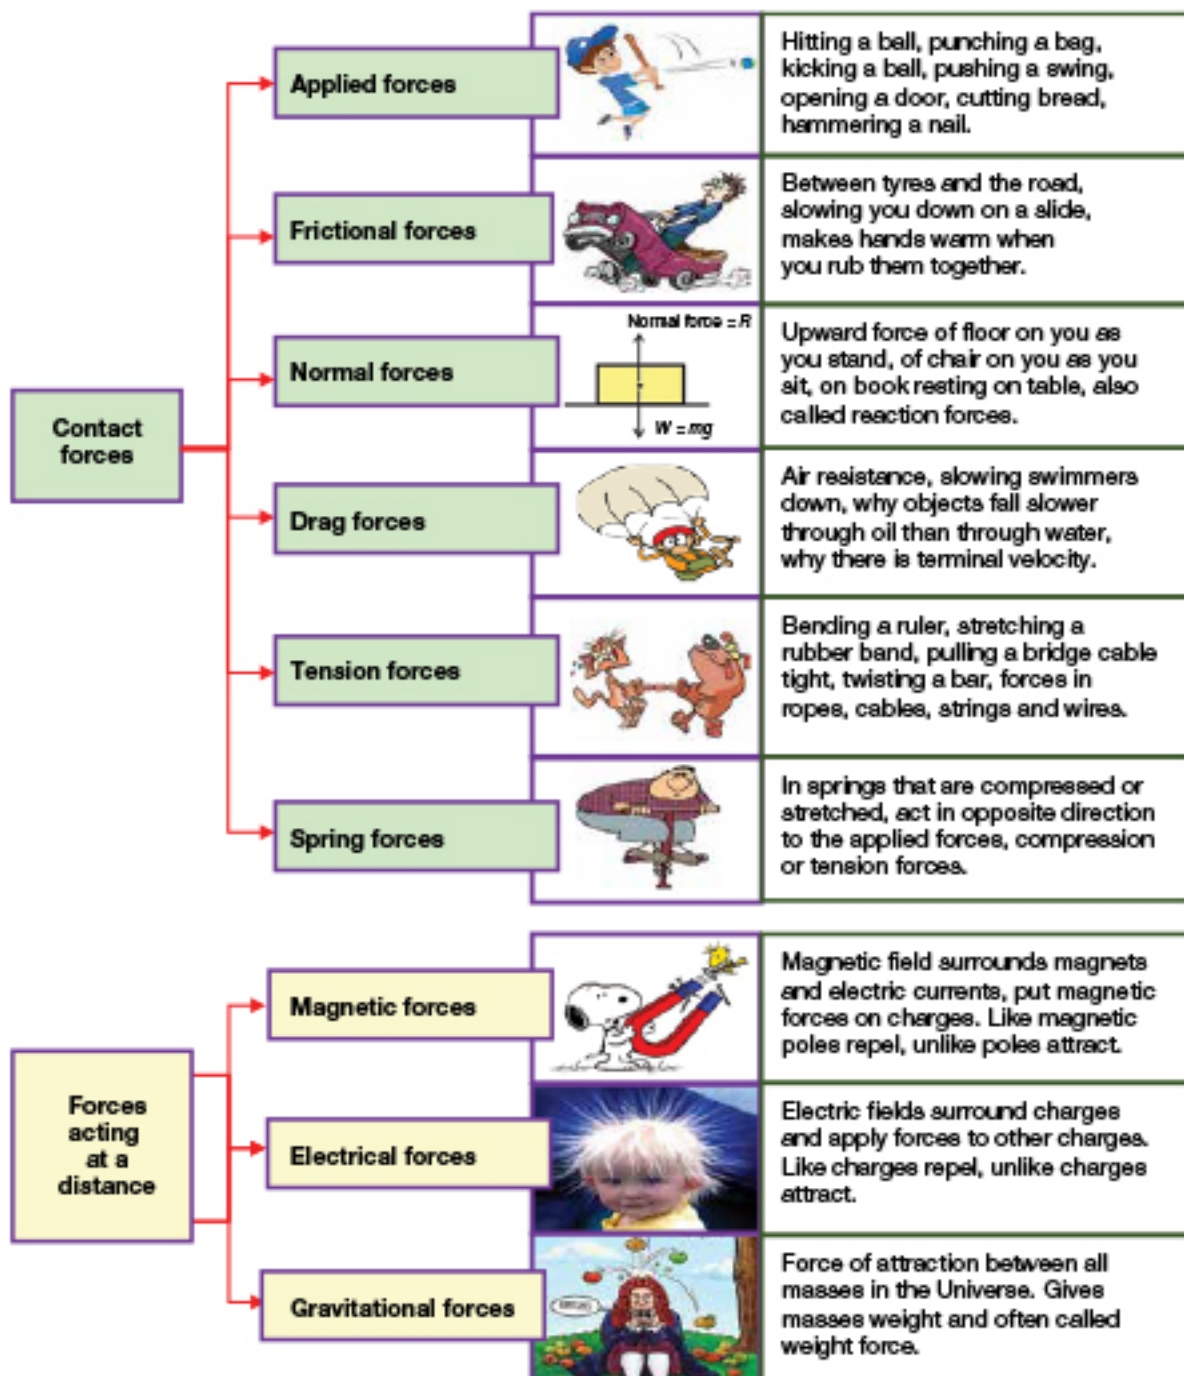 Contact
forces
Applied forces
Hitting a ball, punching a bag,
kicking a ball, pushing a swing,
opening a door, cutting bread,
hammering a nail.
Frictional forces
Between tyres and the road,
slowing you down on a slide,
makes hands warm when
you rub them together.
Normal forces
Normal force = R
W = mg
Upward force of floor on you as
you stand, of chair on you as you
sit, on book resting on table, also
called reaction forces.
Drag forces
Air resistance, slowing swimmers
down, why objects fall slower
through oil than through water,
why there is terminal velocity.
Tension forces
Bending a ruler, stretching a
rubber band, pulling a bridge cable
tight, twisting a bar, forces in
ropes, cables, strings and wires.
Spring forces
In springs that are compressed or
stretched, act in opposite direction
to the applied forces, compression
or tension forces.
Forces
acting
at a
distance
Magnetic forces
Magnetic field surrounds magnets
and electric currents, put magnetic
forces on charges. Like magnetic
poles repel, unlike poles attract.
Electrical forces
Electric fields surround charges
and apply forces to other charges.
Like charges repel, unlike charges
attract.
Gravitational forces
Force of attraction between all
masses in the Universe. Gives
masses weight and often called
weight force.